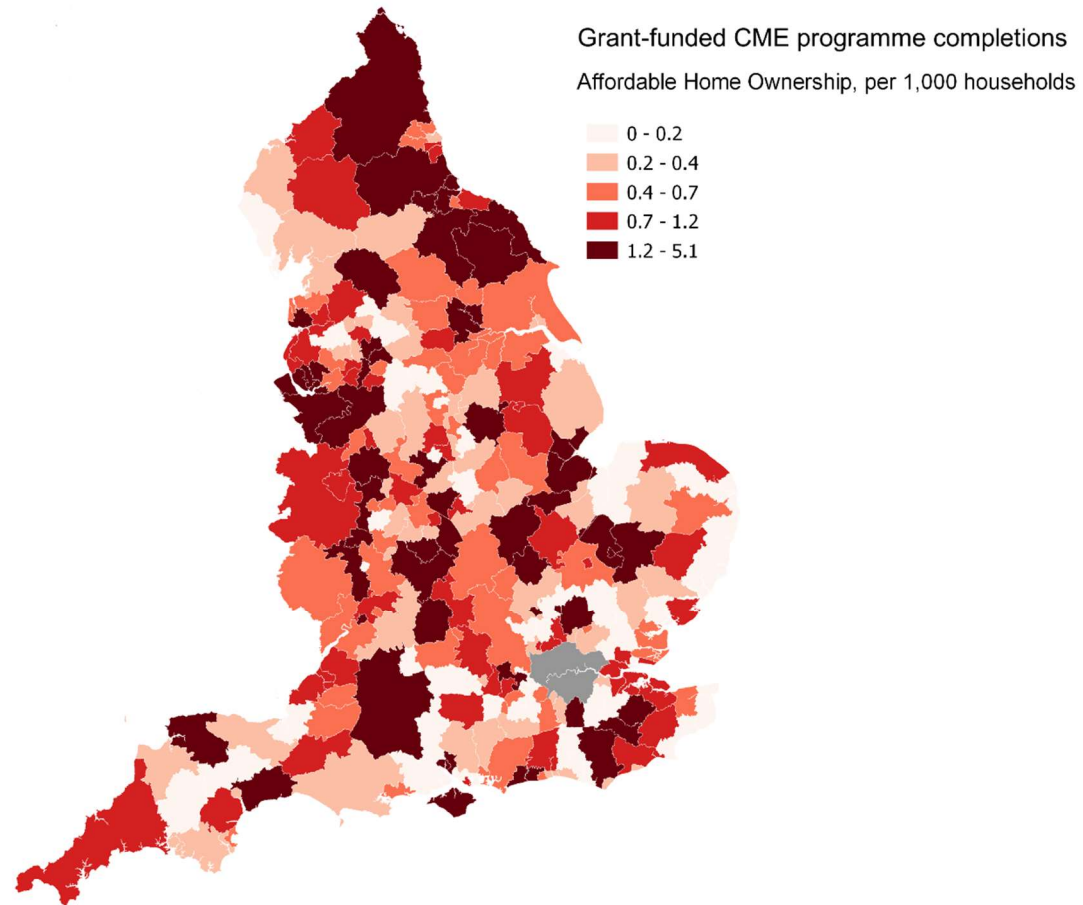 Grant-funded CME programme completions
Affordable Home Ownership, per 1,000 households
0 - 0.2
0.2 - 0.4
0.4 - 0.7
0.7 - 1.2
1.2 - 5.1